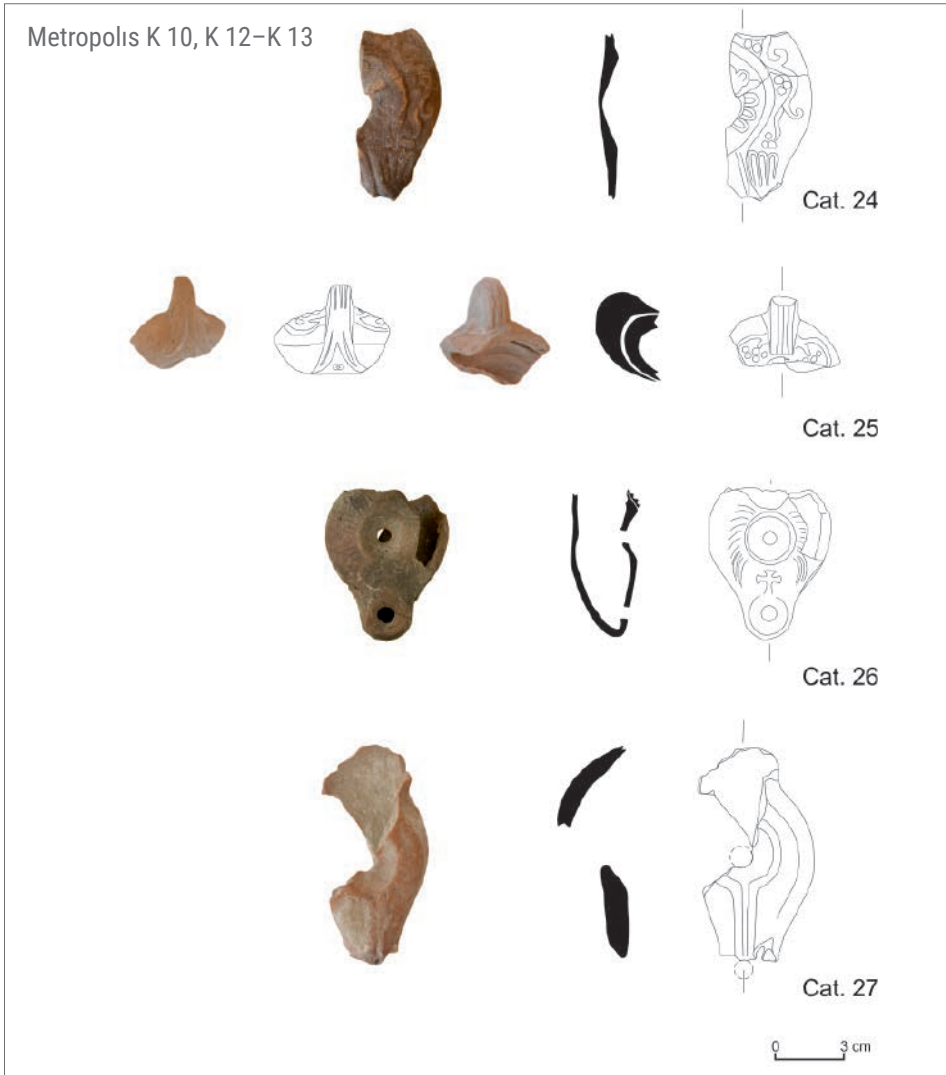 Metropolıs K 10, K 12–K 13
Cat. 24
Cat. 25
Cat. 26
Cat. 27
0 3 cm